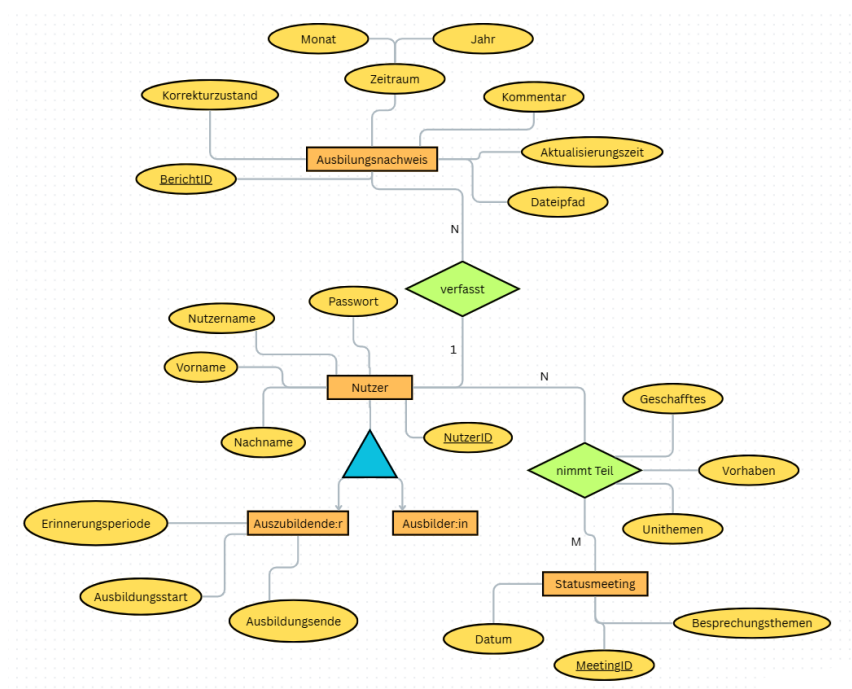 Monat
Jahr
Zeitraum
Korrekturzustand
Kommentar
Ausbilungsnachweis
Aktualisierungszeit
BerichtID
Dateipfad
N
verfasst
Passwort
Nutzername
1
Vorname
Nutzer
N
Geschafftes
Nachname
NutzerID
nimmt Teil
Vorhaben
Erinnerungsperiode
Auszubildende:r
Ausbilder:in
Unithemen
M
Statusmeeting
Ausbildungsstart
Ausbildungsende
Besprechungsthemen
Datum
MeetingID